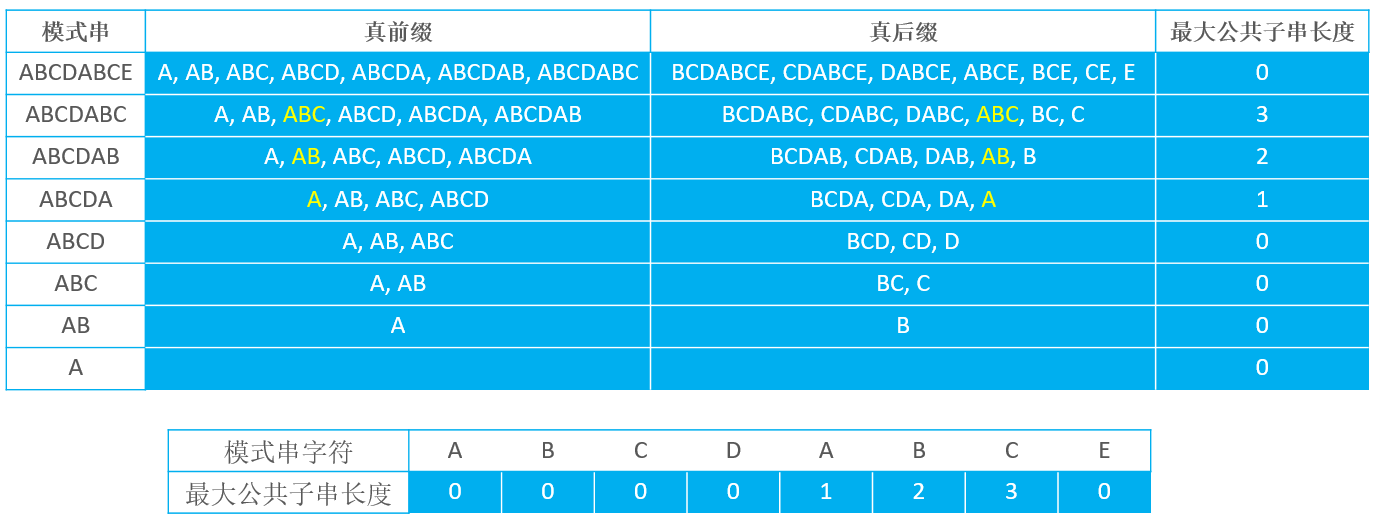 模式串 真前缀 真后缀 最大公共子串长度
ABCDABCE A, AB, ABC, ABCD, ABCDA, ABCDAB, ABCDABC BCDABCE, CDABCE, DABCE, ABCE, BCE, CE, E 0
ABCDABC A, AB, ABC, ABCD, ABCDA, ABCDAB BCDABC, CDABC, DABC, ABC, BC, C 3
ABCDAB A, AB, ABC, ABCD, ABCDA BCDAB, CDAB, DAB, AB, B 2
ABCDA A, AB, ABC, ABCD BCDA, CDA, DA, A 1
ABCD A, AB, ABC BCD, CD, D 0
ABC A, AB BC, C 0
AB A B 0
A 0
模式串字符 A B C D A B C E
最大公共子串长度 0 0 0 0 1 2 3 0